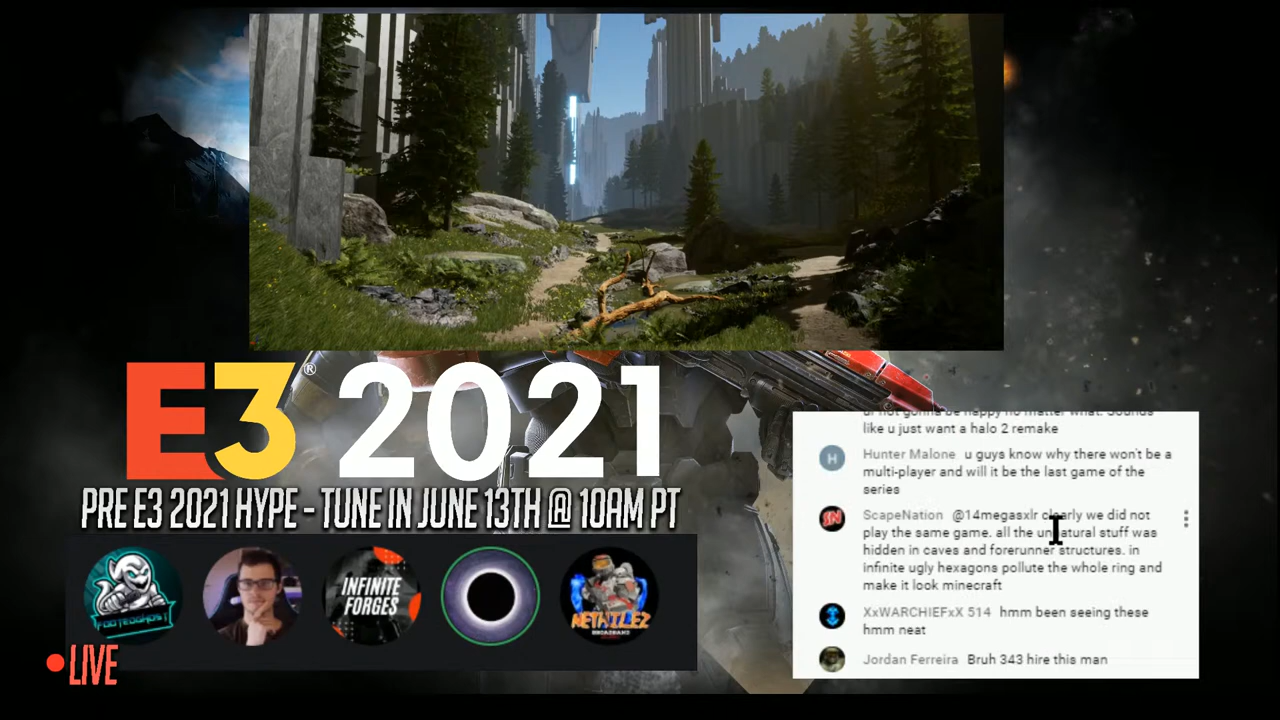 E3® 2021
PRE E3 2021 HYPE - TUNE IN JUNE 13TH @ 10AM PT
FOOTEDGHOST
INFINITE
FORGES
BROADBAND
LIVE
ur not gonna be happy no matter what. Sounds
like u just want a halo 2 remake
H Hunter Malone u guys know why there won't be a
multi-player and will it be the last game of the
series
SN ScapeNation @14megasxlr clearly we did not
play the same game. all the unnatural stuff was
hidden in caves and forerunner structures. in
infinite ugly hexagons pollute the whole ring and
make it look minecraft
XxWARCHIEFxX 514 hmm been seeing these
hmm neat
Jordan Ferreira Bruh 343 hire this man